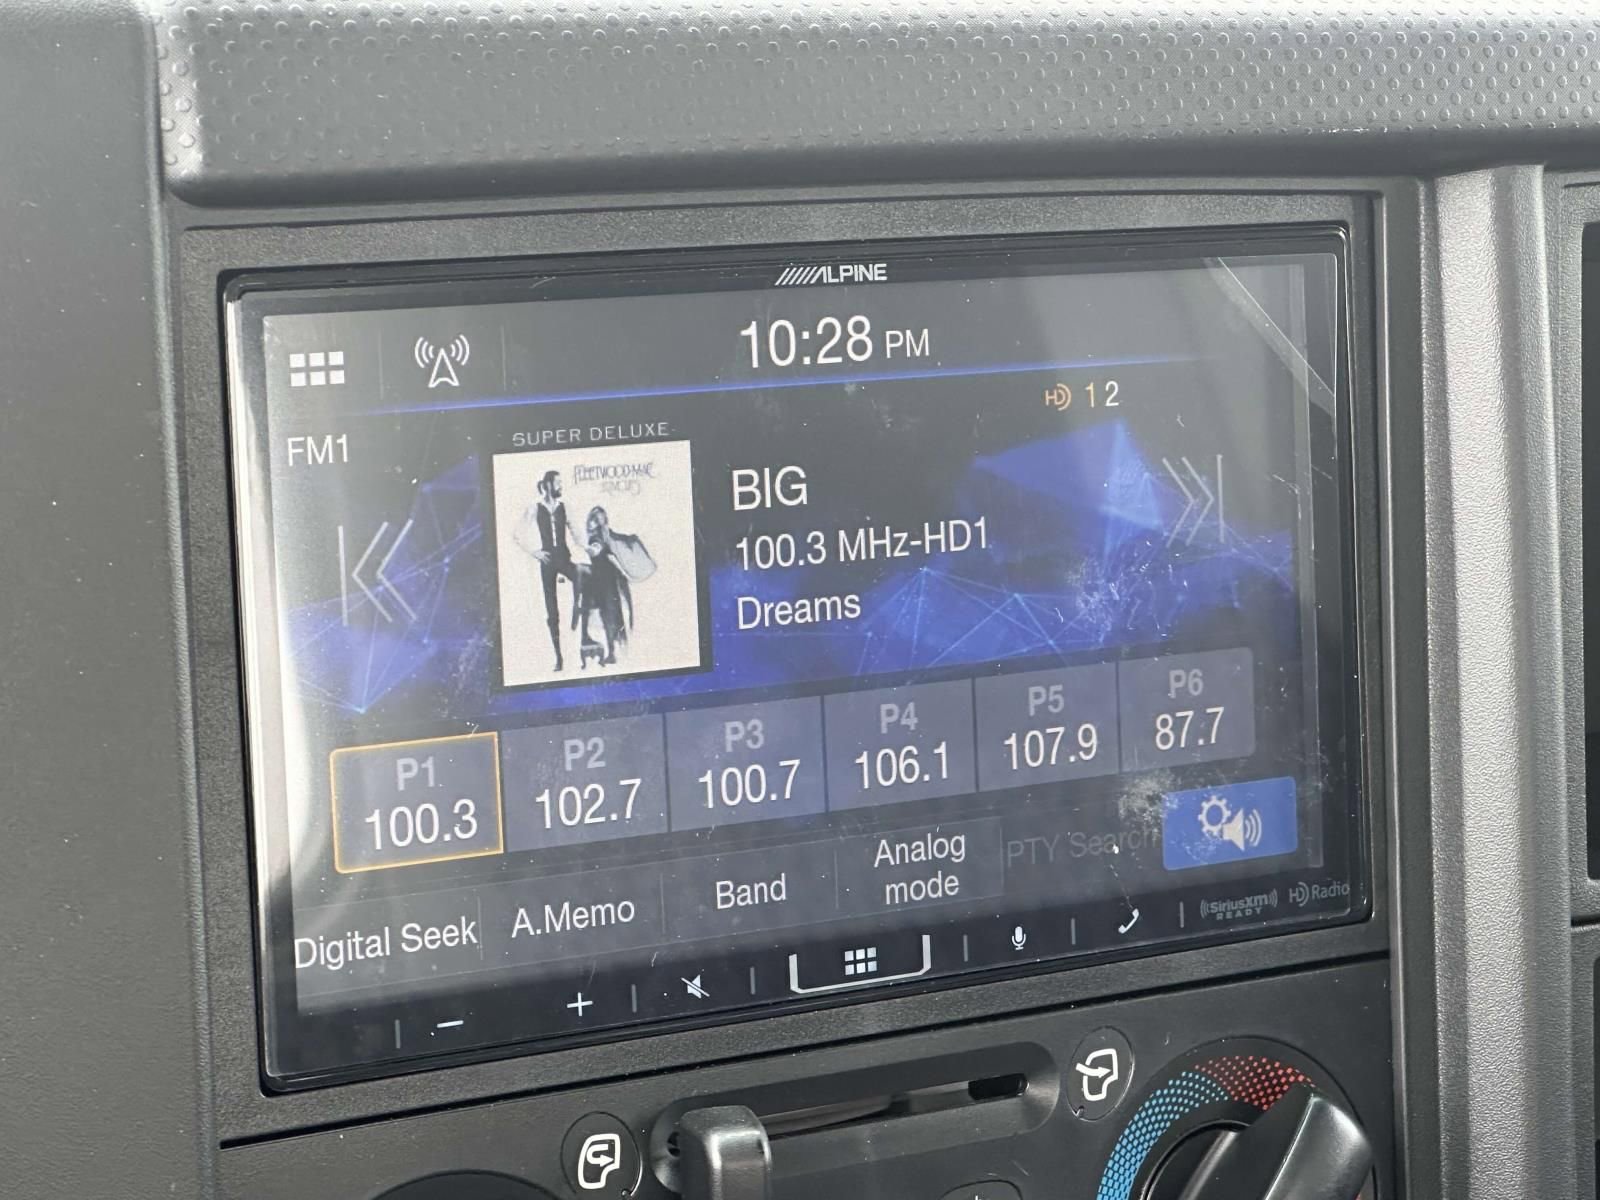 ALPINE
10:28 PM
HD 1 2
FM1
SUPER DELUXE
FLEETWOOD MAC
RUMOURS
BIG
100.3 MHz-HD1
Dreams
P1 P2 P3 P4 P5 P6
100.3 102.7 100.7 106.1 107.9 87.7
Digital Seek A.Memo Band Analog mode PTY Search
((SiriusXM)) READY HD Radio